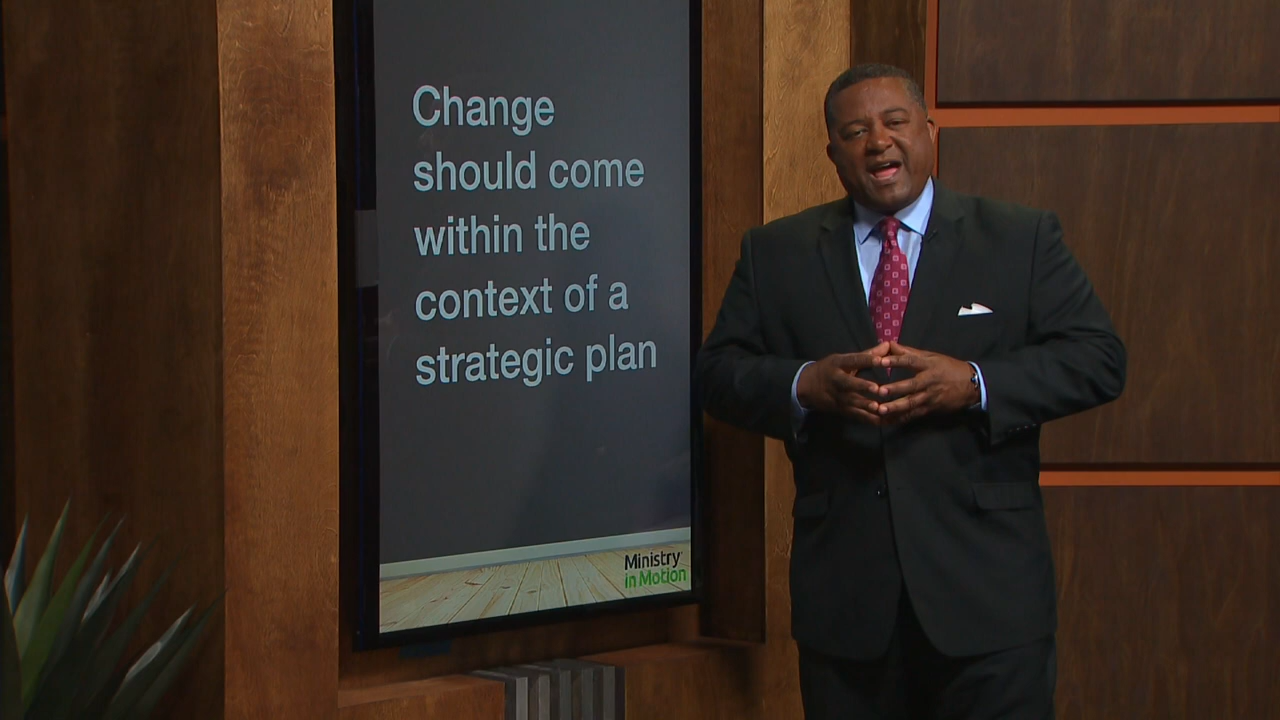 Change
should come
within the
context of a
strategic plan
Ministry
in Motion